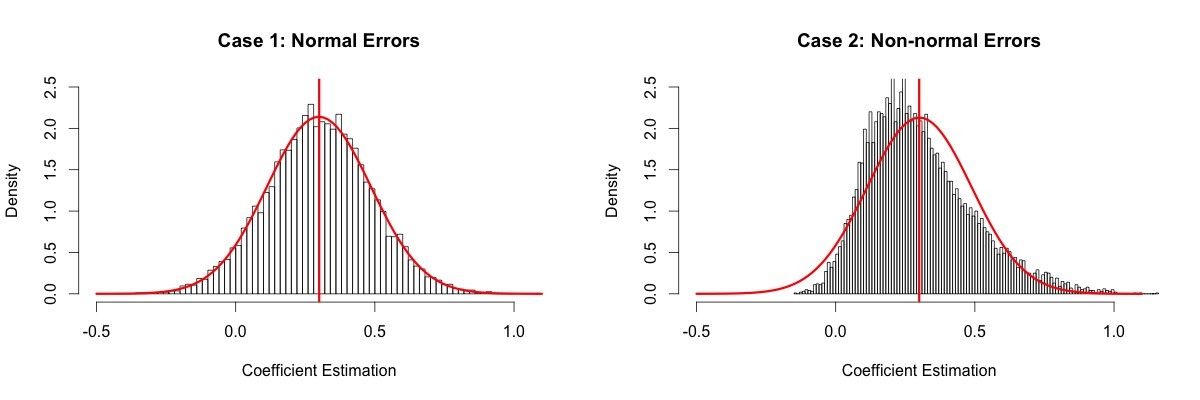 Case 1: Normal Errors
Density
0.0 0.5 1.0 1.5 2.0 2.5
-0.5 0.0 0.5 1.0
Coefficient Estimation
Case 2: Non-normal Errors
Density
0.0 0.5 1.0 1.5 2.0 2.5
-0.5 0.0 0.5 1.0
Coefficient Estimation